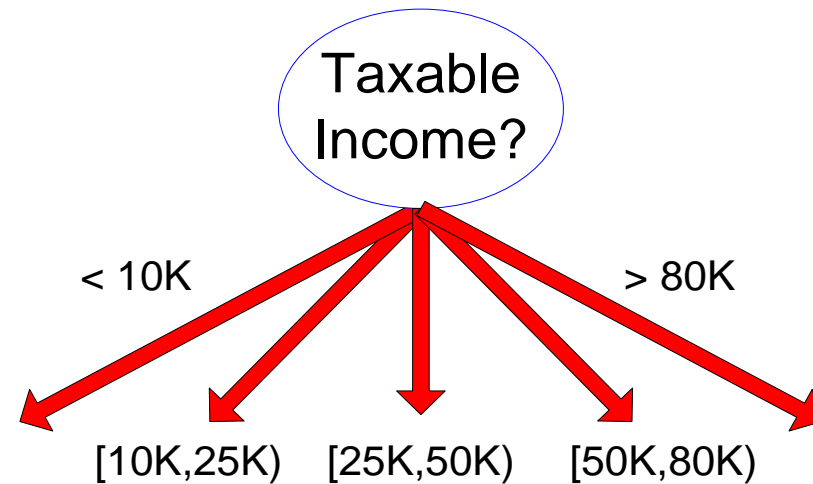 Taxable
Income?
< 10K
> 80K
[10K,25K)
[25K,50K)
[50K,80K)